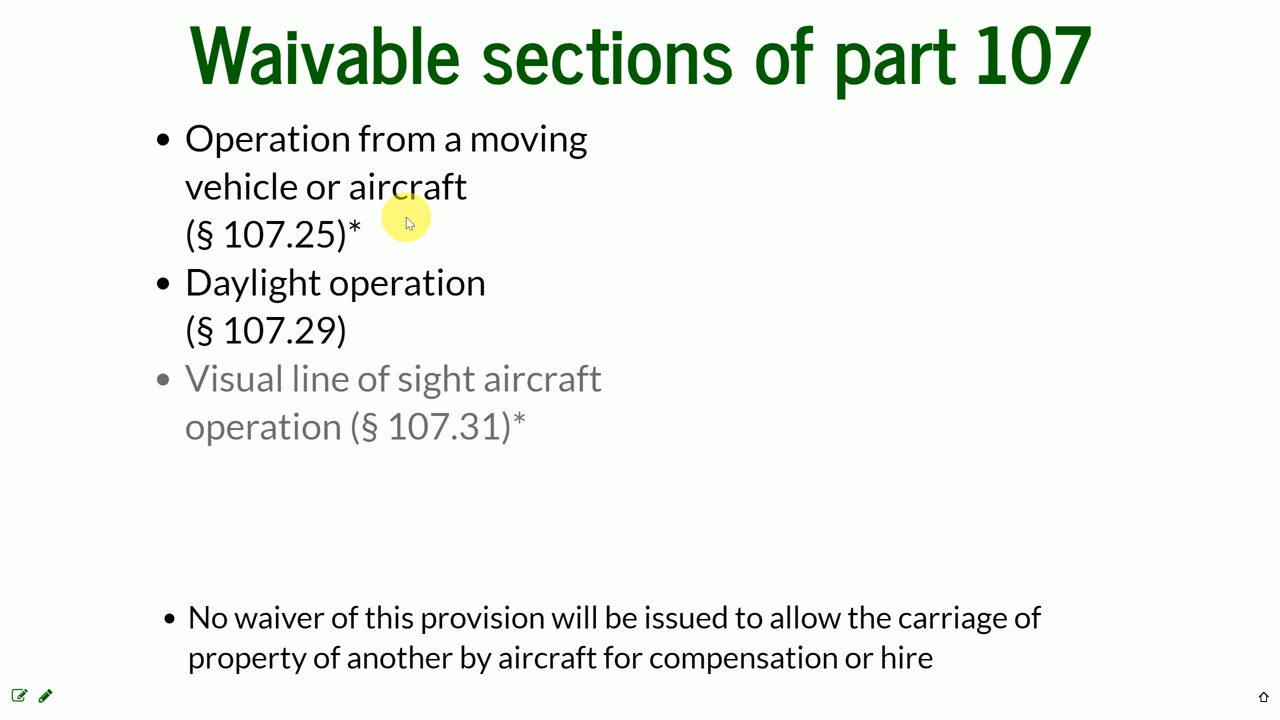 Waivable sections of part 107
• Operation from a moving
vehicle or aircraft
(§ 107.25)*
• Daylight operation
(§ 107.29)
• Visual line of sight aircraft
operation (§ 107.31)*
• No waiver of this provision will be issued to allow the carriage of
property of another by aircraft for compensation or hire